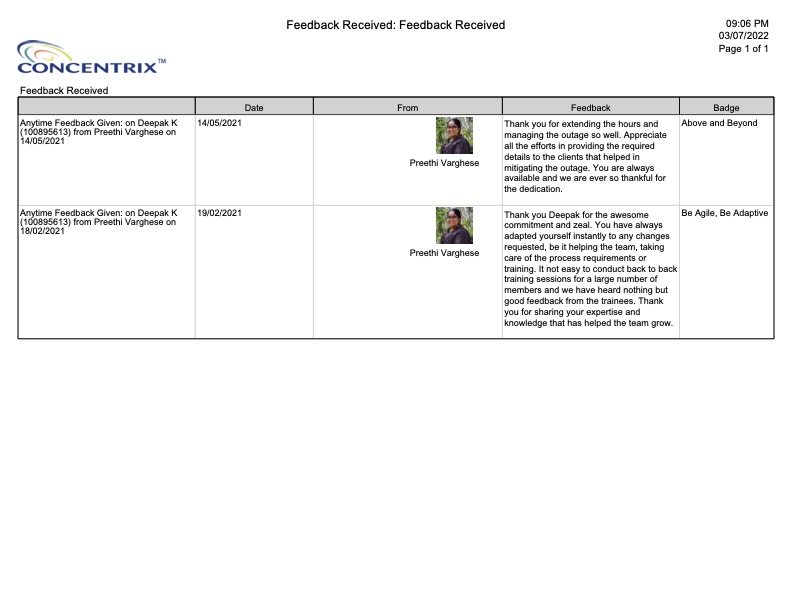 Feedback Received: Feedback Received
09:06 PM
03/07/2022
Page 1 of 1
CONCENTRIX™
Feedback Received
Date From Feedback Badge
Anytime Feedback Given: on Deepak K
(100895613) from Preethi Varghese on
14/05/2021
14/05/2021
Preethi Varghese
Thank you for extending the hours and
managing the outage so well. Appreciate
all the efforts in providing the required
details to the clients that helped in
mitigating the outage. You are always
available and we are ever so thankful for
the dedication.
Above and Beyond
Anytime Feedback Given: on Deepak K
(100895613) from Preethi Varghese on
18/02/2021
19/02/2021
Preethi Varghese
Thank you Deepak for the awesome
commitment and zeal. You have always
adapted yourself instantly to any changes
requested, be it helping the team, taking
care of the process requirements or
training. It not easy to conduct back to back
training sessions for a large number of
members and we have heard nothing but
good feedback from the trainees. Thank
you for sharing your expertise and
knowledge that has helped the team grow.
Be Agile, Be Adaptive